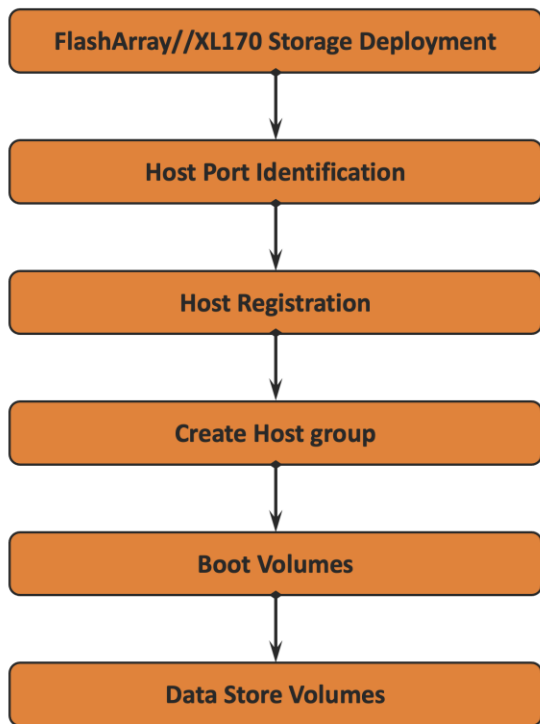 FlashArray//XL170 Storage Deployment
Host Port Identification
Host Registration
Create Host group
Boot Volumes
Data Store Volumes